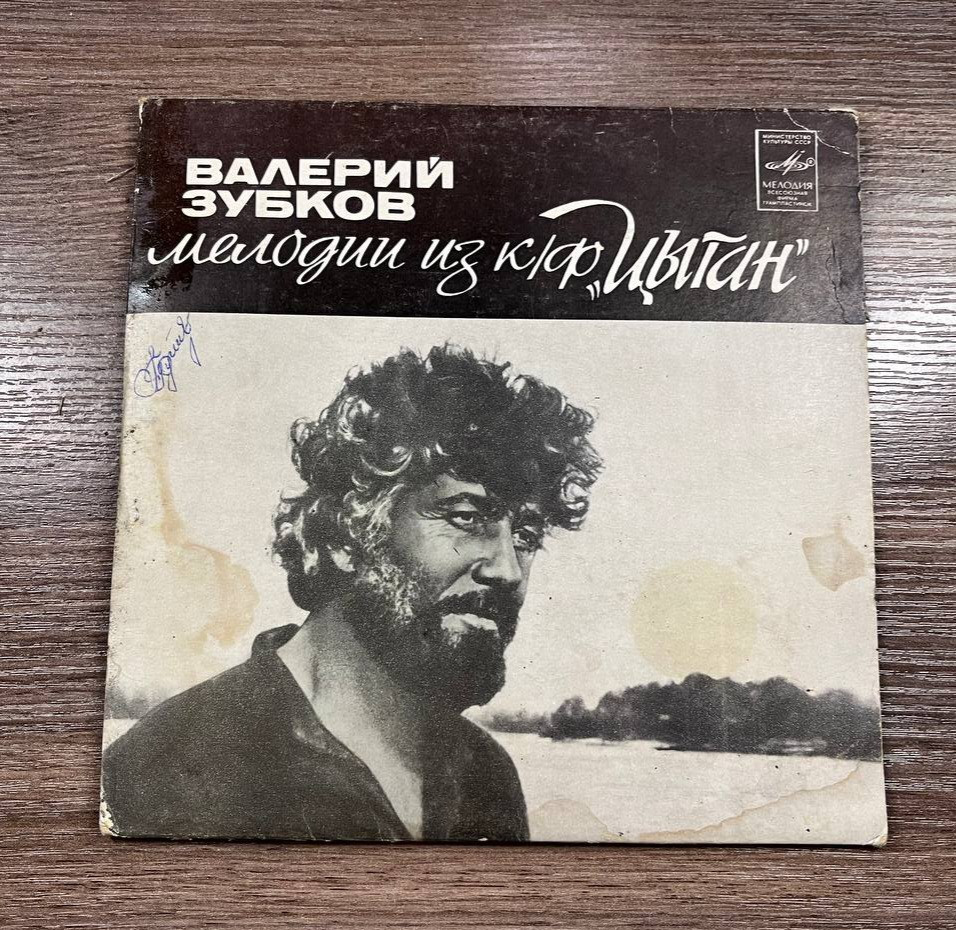 ВАЛЕРИЙ
ЗУБКОВ
мелодии из к/ф „Цыган"
МИНИСТЕРСТВО
КУЛЬТУРЫ СССР
МЕЛОДИЯ
ВСЕСОЮЗНАЯ
ФИРМА
ГРАМПЛАСТИНОК